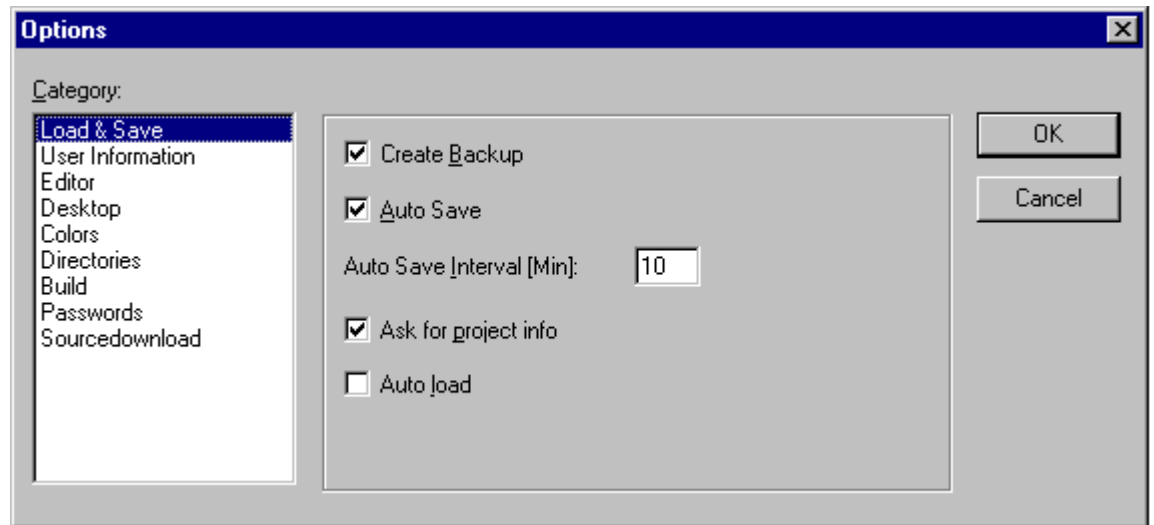 Options
Category:
Load & Save
User Information
Editor
Desktop
Colors
Directories
Build
Passwords
Sourcedownload
Create Backup
Auto Save
Auto Save Interval [Min]: 10
Ask for project info
Auto load
OK
Cancel